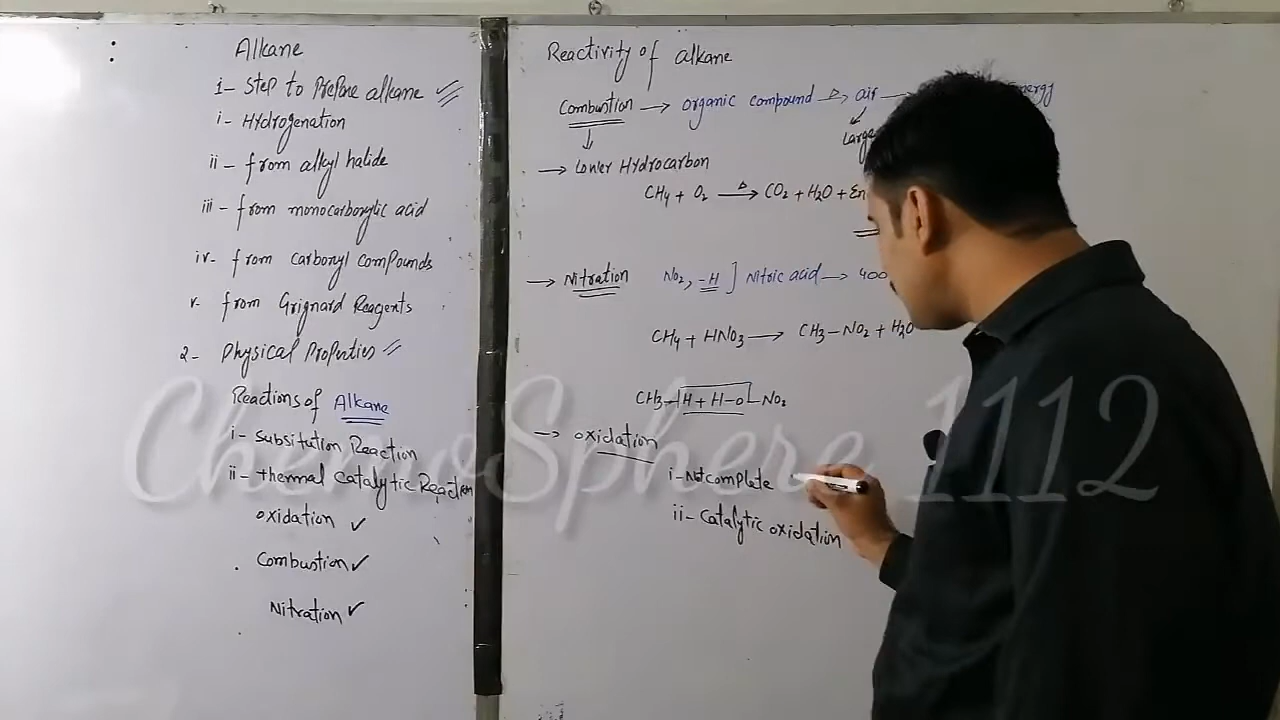 Alkane
1- Step to Prepare alkane
i- Hydrogenation
ii - from alkyl halide
iii - from monocarboxylic acid
iv- from carbonyl compounds
v- from Grignard Reagents
2- Physical Properties
Reactions of Alkane
i- Subsitution Reaction
ii - thermal Catalytic Reaction
oxidation ✓
Combustion ✓
Nitration ✓
Reactivity of alkane
Combustion → organic compound △→ air → Energy
Large
→ Lower Hydrocarbon
CH4 + O2 △→ CO2 + H2O + En
→ Nitration NO2, -H ] Nitric acid → 400
CH4 + HNO3 → CH3-NO2 + H2O
CH3-H + H-O-NO2
→ oxidation
i- Not complete
ii - Catalytic oxidation
ChemoSphere 1112